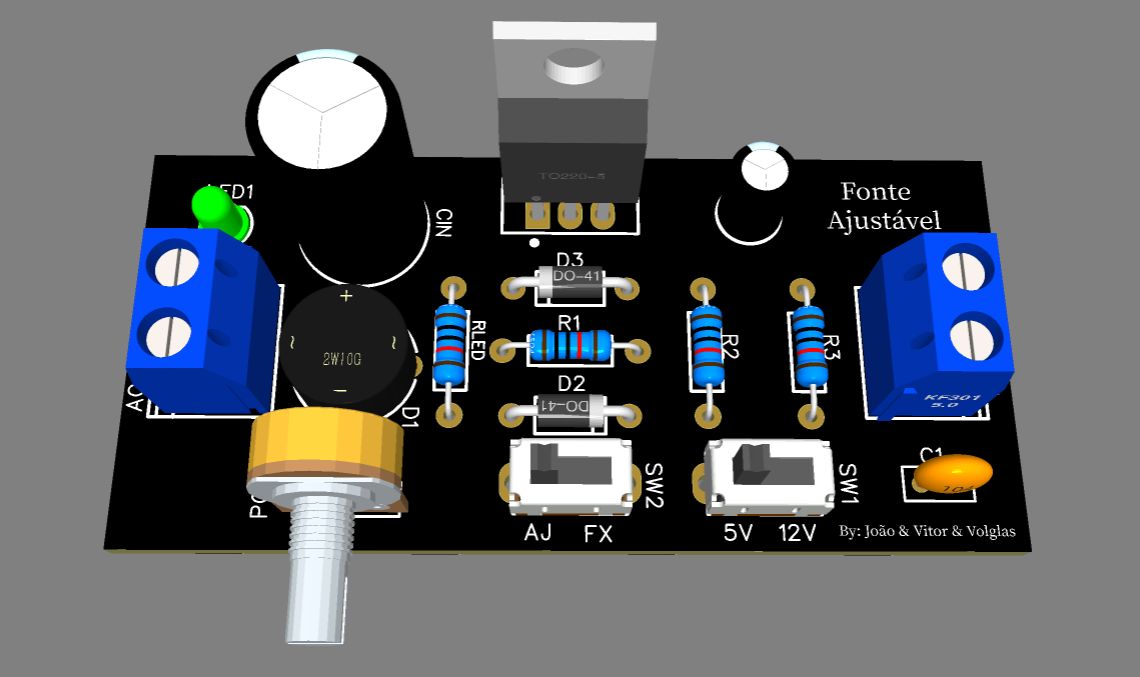 LED1
CIN
TO220-5
Fonte
Ajustável
D3
DO-41
+
~ ~
2W10G
−
RLED
R1
R2
R3
D2
DO-41
D1
KF301
5.0
SW2
SW1
C1
AJ FX
5V 12V
By: João & Vitor & Volglas